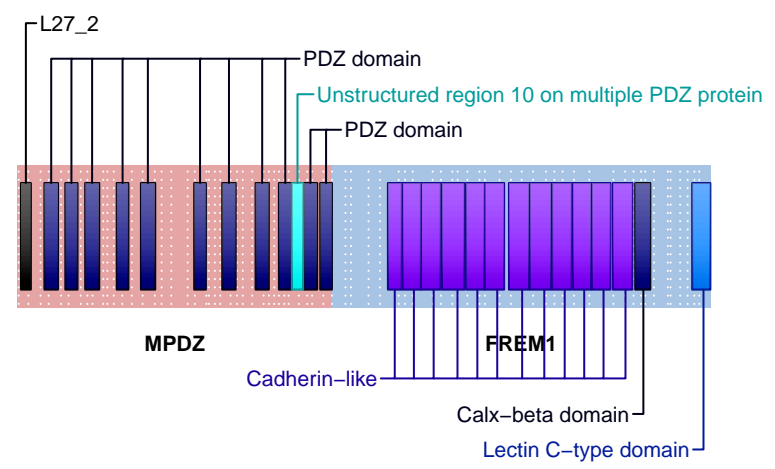 L27_2
PDZ domain
Unstructured region 10 on multiple PDZ protein
PDZ domain
MPDZ
FREM1
Cadherin−like
Calx−beta domain
Lectin C−type domain